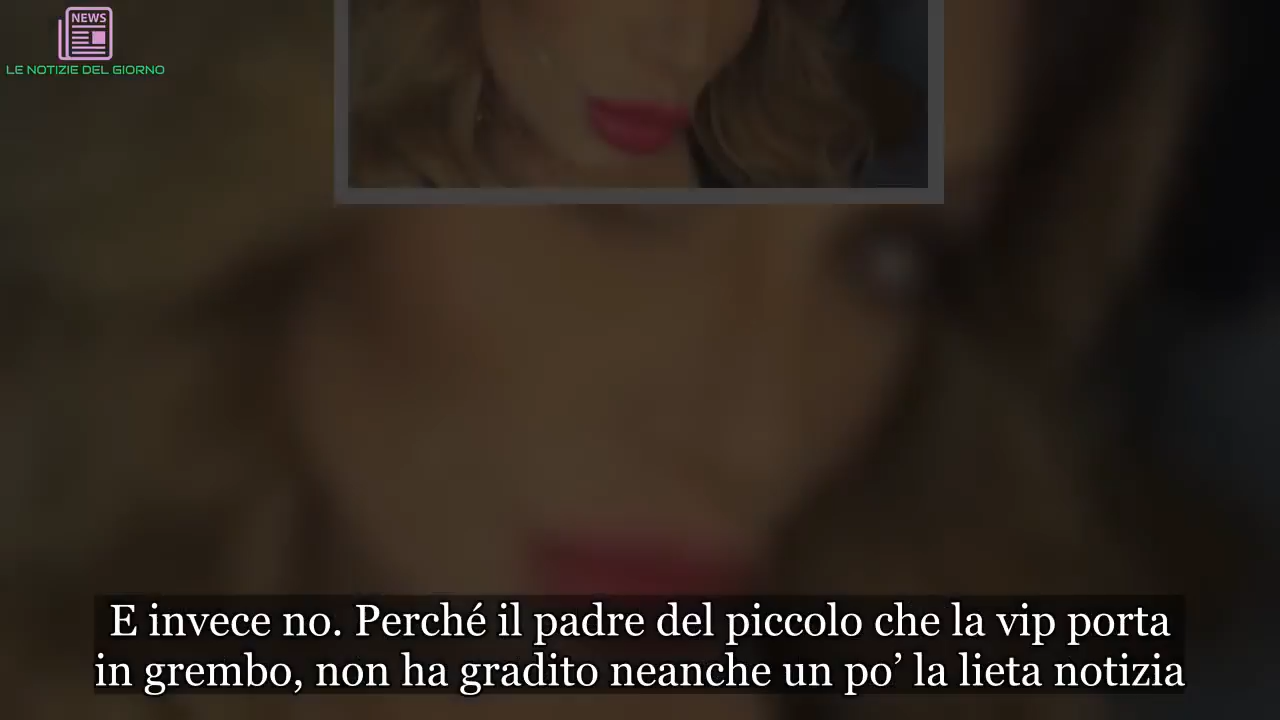 NEWS
LE NOTIZIE DEL GIORNO
E invece no. Perché il padre del piccolo che la vip porta
in grembo, non ha gradito neanche un po’ la lieta notizia